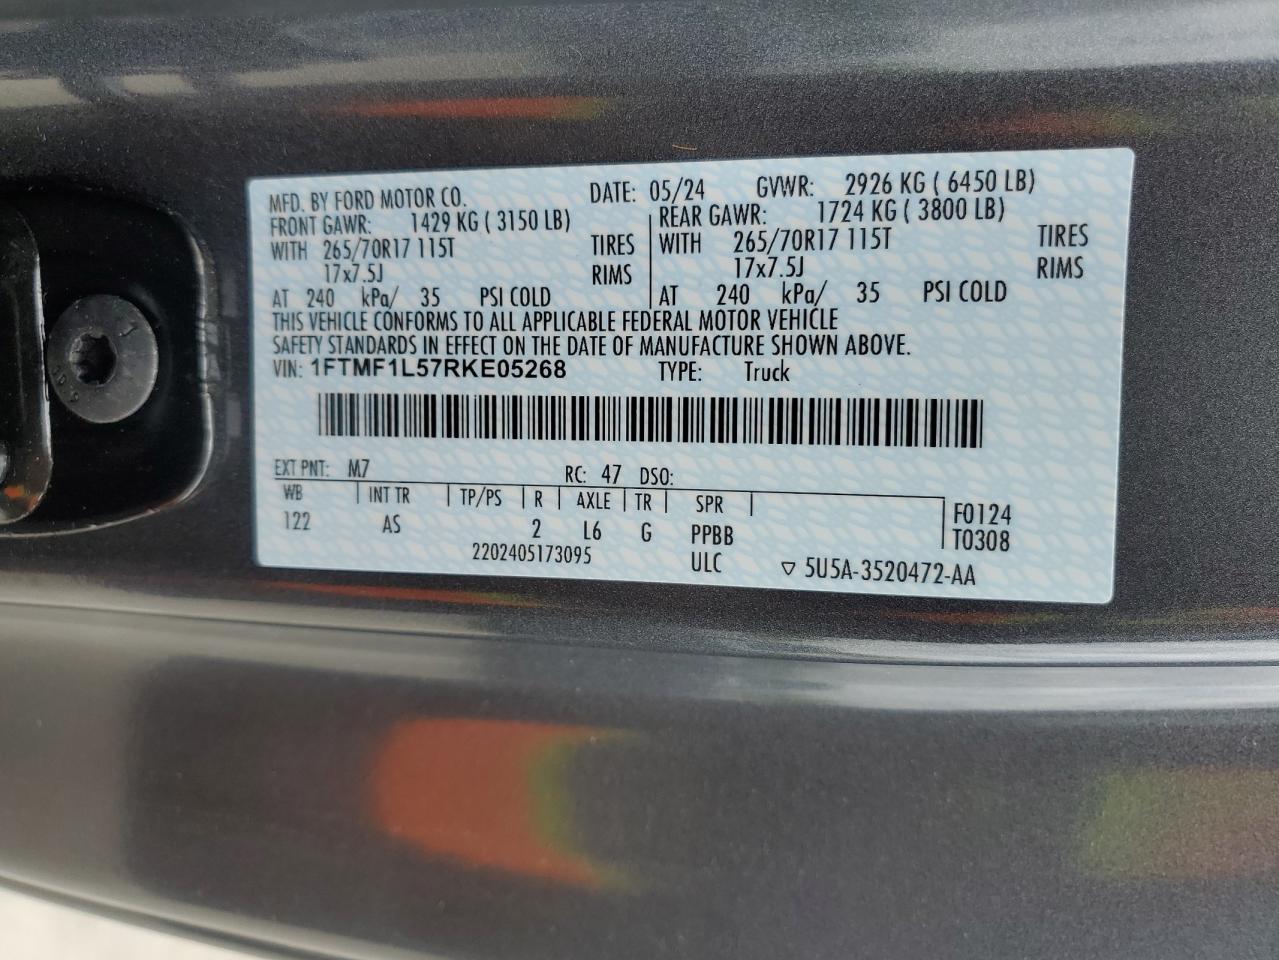 MFD. BY FORD MOTOR CO. DATE: 05/24 GVWR: 2926 KG ( 6450 LB)
FRONT GAWR: 1429 KG ( 3150 LB) REAR GAWR: 1724 KG ( 3800 LB)
WITH 265/70R17 115T TIRES WITH 265/70R17 115T TIRES
17x7.5J RIMS 17x7.5J RIMS
AT 240 kPa/ 35 PSI COLD AT 240 kPa/ 35 PSI COLD
THIS VEHICLE CONFORMS TO ALL APPLICABLE FEDERAL MOTOR VEHICLE
SAFETY STANDARDS IN EFFECT ON THE DATE OF MANUFACTURE SHOWN ABOVE.
VIN: 1FTMF1L57RKE05268 TYPE: Truck
EXT PNT: M7 RC: 47 DSO:
WB INT TR TP/PS R AXLE TR SPR F0124
122 AS 2 L6 G PPBB T0308
2202405173095 ULC ▽ 5U5A-3520472-AA